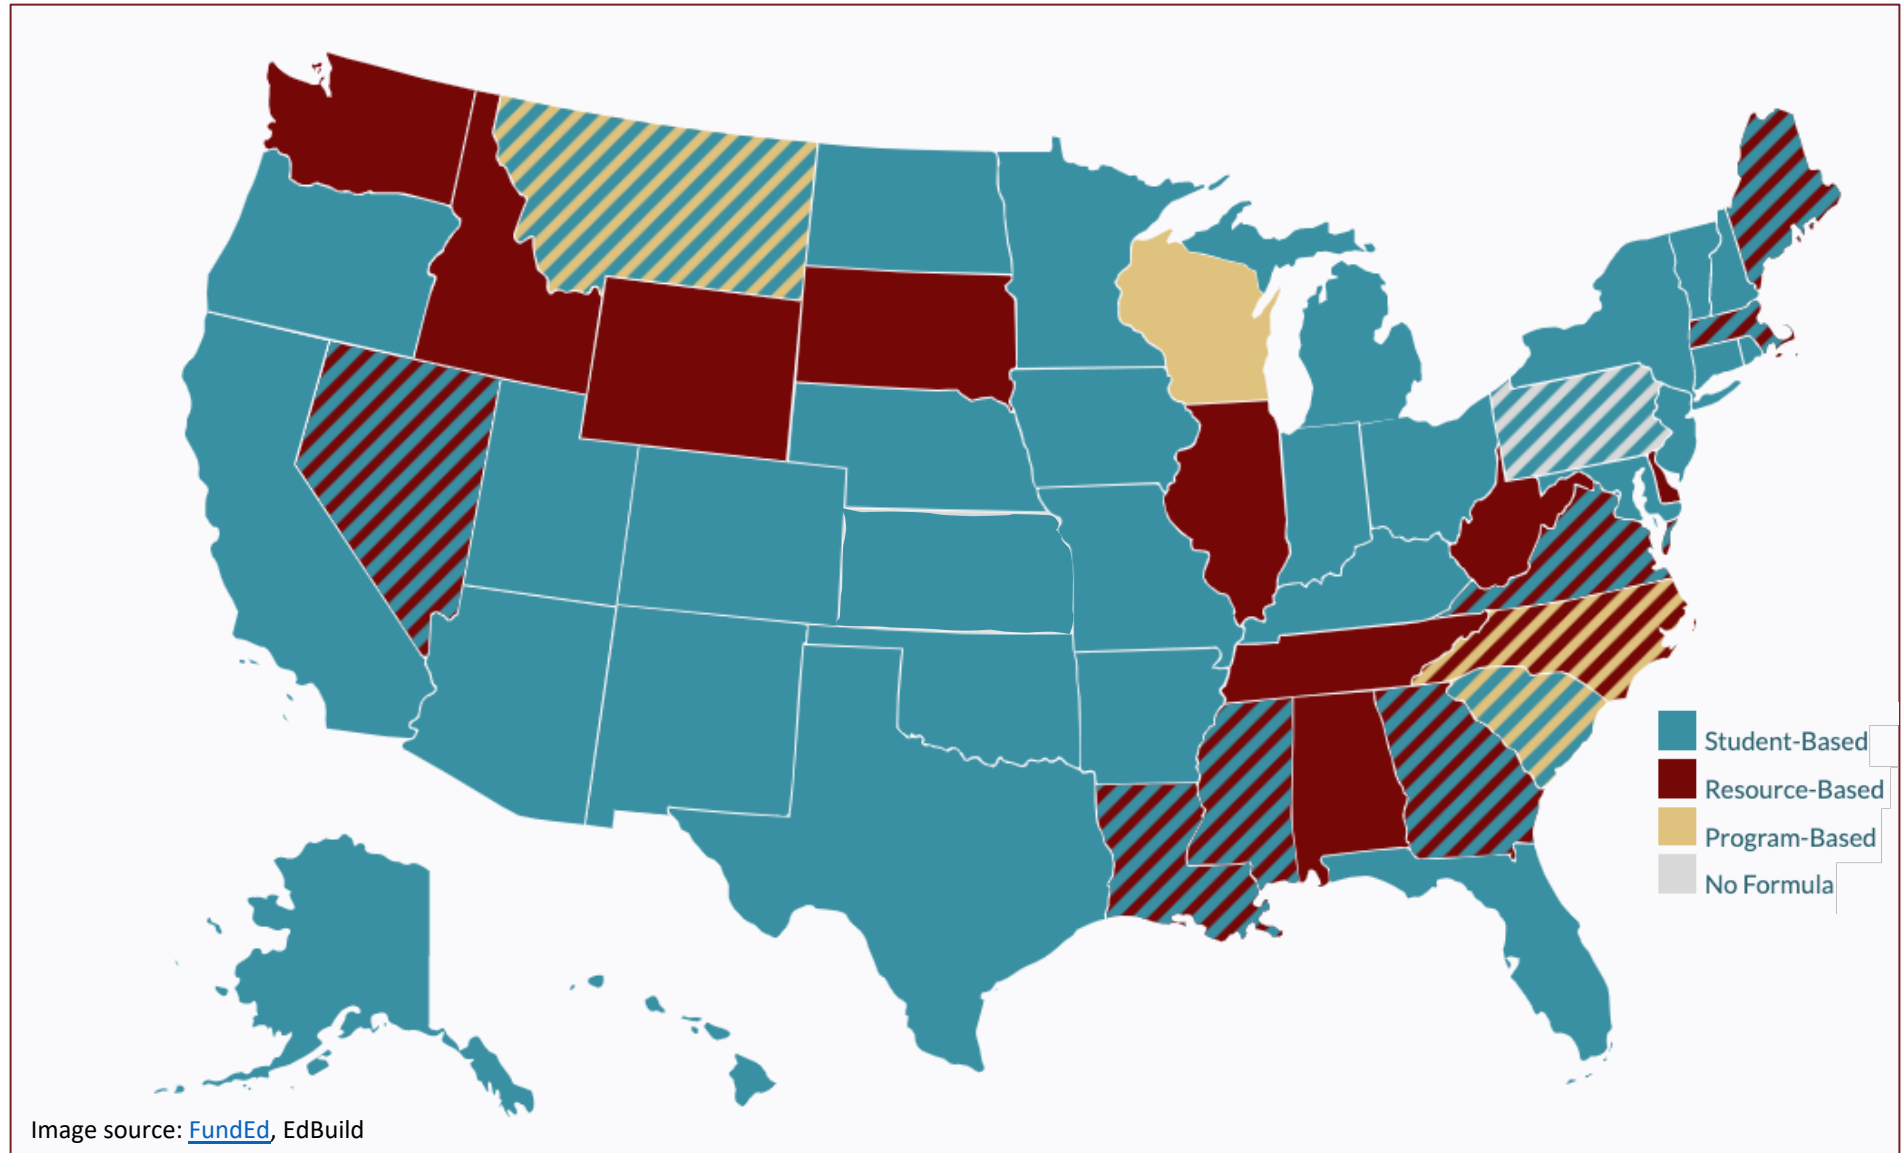 Student-Based
Resource-Based
Program-Based
No Formula
Image source: FundEd, EdBuild